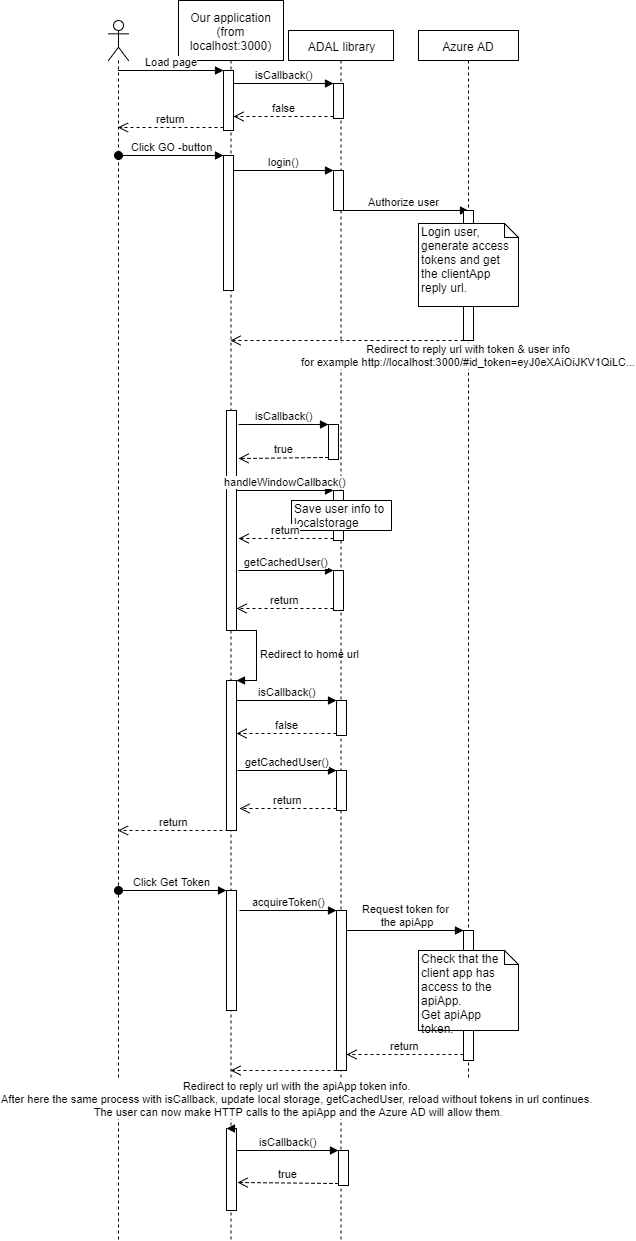 Our application
(from
localhost:3000)
ADAL library
Azure AD
Load page
isCallback()
false
return
Click GO -button
login()
Authorize user
Login user,
generate access
tokens and get
the clientApp
reply url.
Redirect to reply url with token & user info
for example http://localhost:3000/#id_token=eyJ0eXAiOiJKV1QiLC...
isCallback()
true
handleWindowCallback()
Save user info to
localstorage
return
getCachedUser()
return
Redirect to home url
isCallback()
false
getCachedUser()
return
return
Click Get Token
acquireToken()
Request token for
the apiApp
Check that the
client app has
access to the
apiApp.
Get apiApp
token.
return
Redirect to reply url with the apiApp token info.
After here the same process with isCallback, update local storage, getCachedUser, reload without tokens in url continues.
The user can now make HTTP calls to the apiApp and the Azure AD will allow them.
isCallback()
true